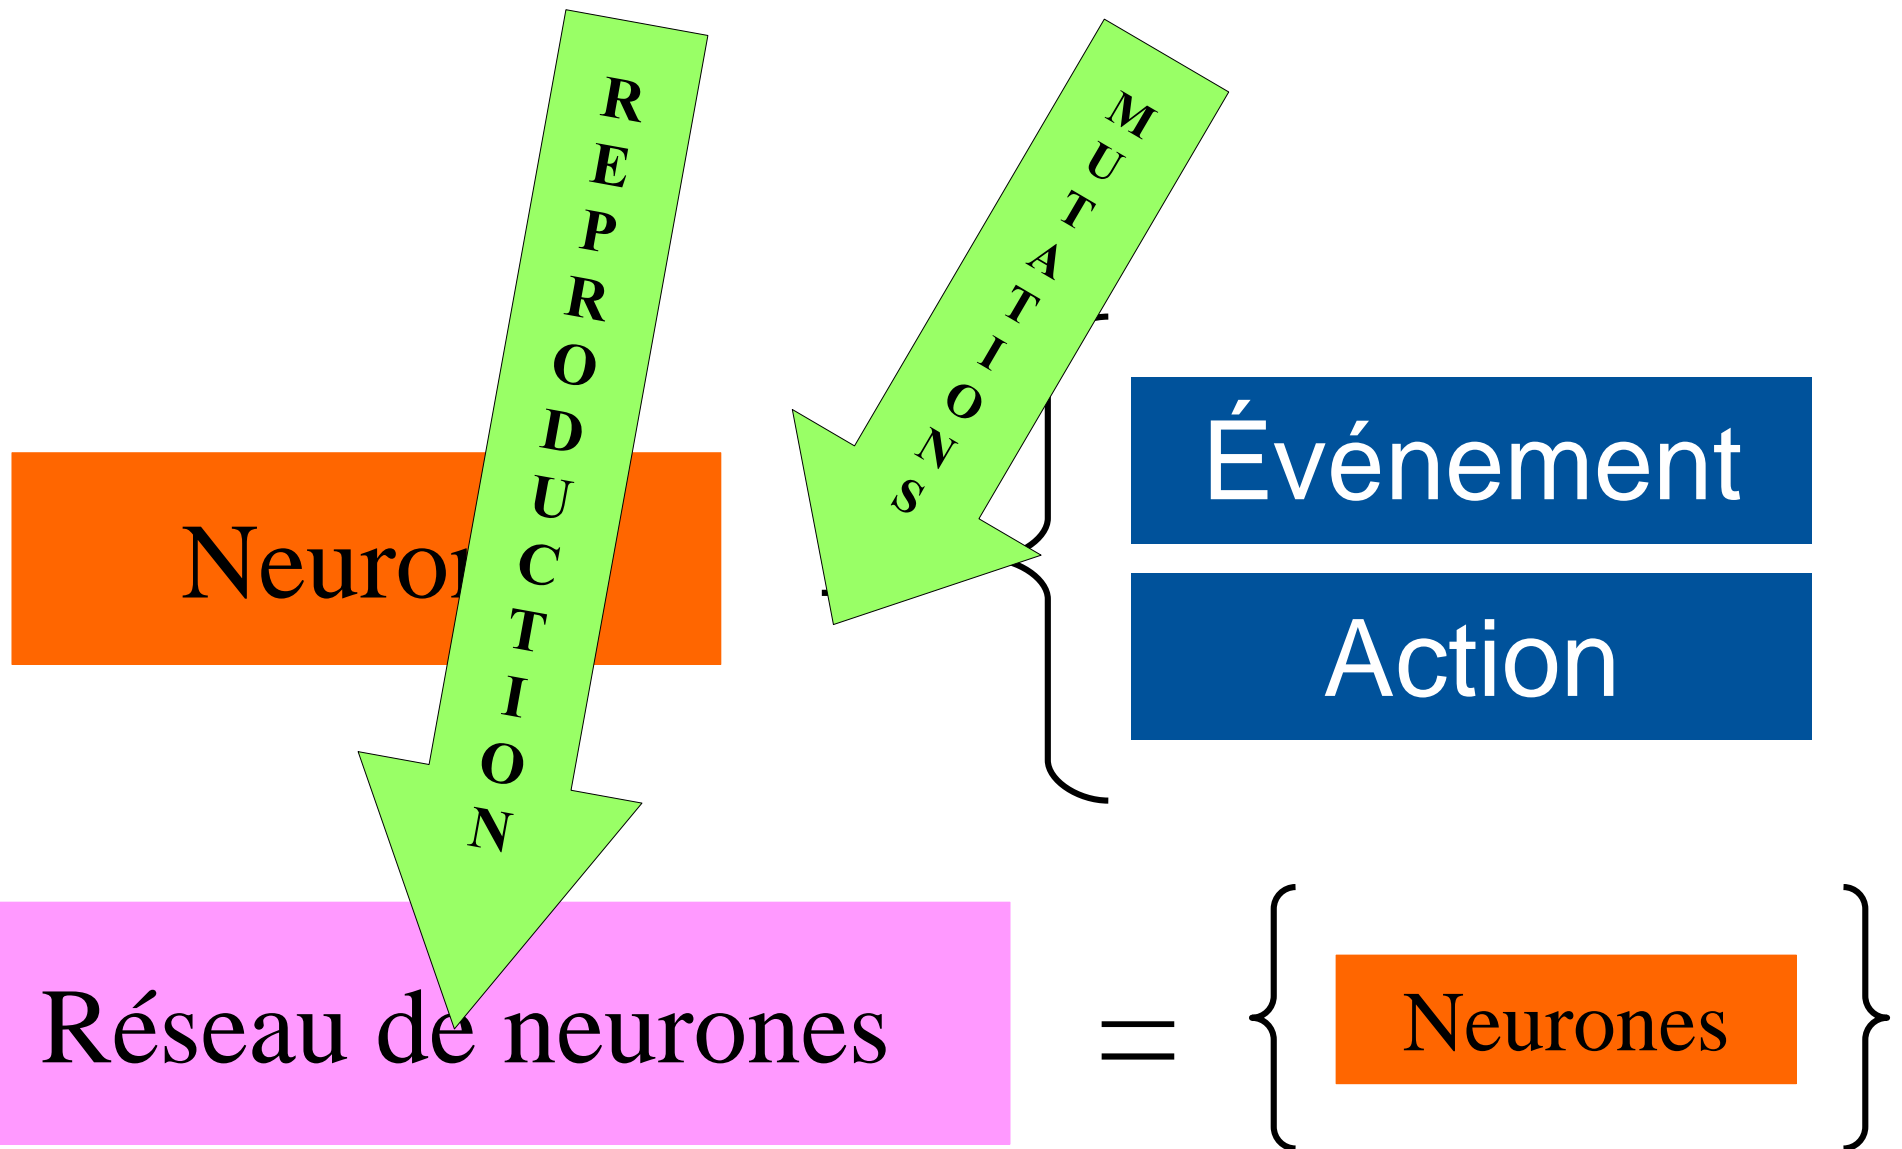 REPRODUCTION
MUTATIONS
Événement
Action
Réseau de neurones
=
Neurones